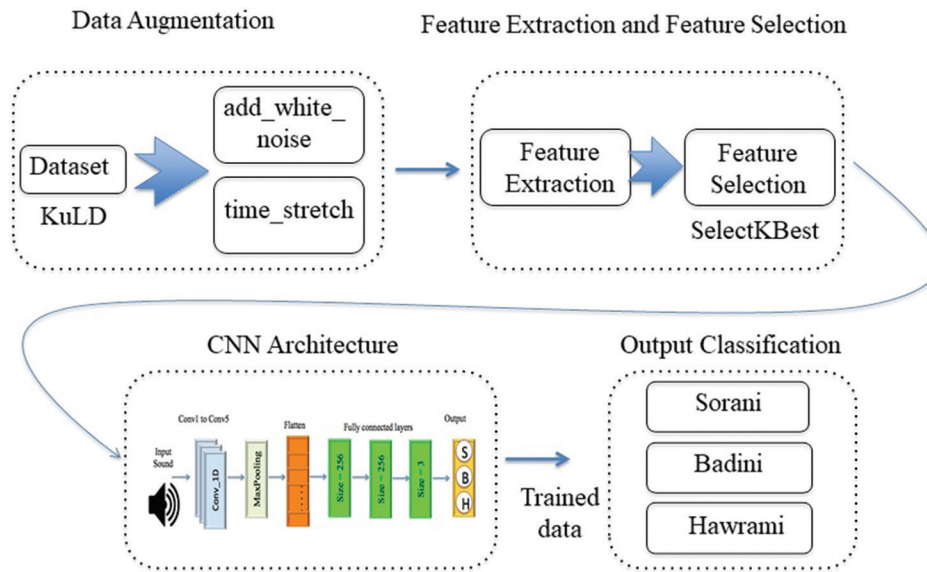 Data Augmentation
Feature Extraction and Feature Selection
Dataset
KuLD
add_white_
noise
time_stretch
Feature
Extraction
Feature
Selection
SelectKBest
CNN Architecture
Input
Sound
Conv1 to Conv5
Conv_1D
MaxPooling
Flatten
Fully connected layers
Size – 256
Size – 256
Size – 3
Output
S
B
H
Trained
data
Output Classification
Sorani
Badini
Hawrami